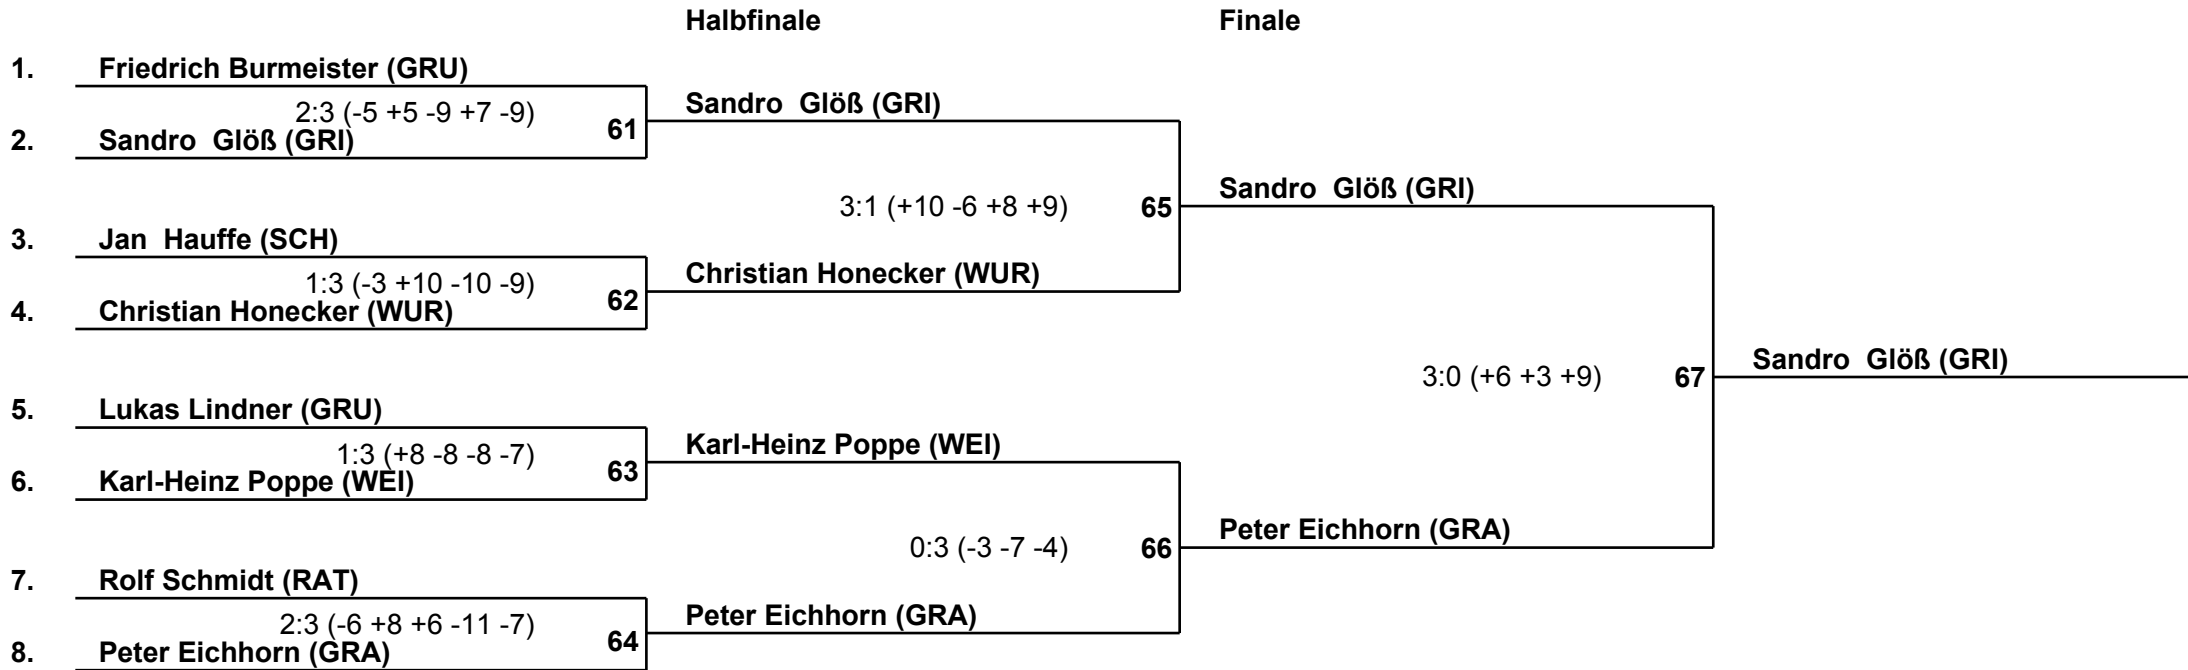 Halbfinale Finale
1. Friedrich Burmeister (GRU)
2:3 (-5 +5 -9 +7 -9) 61
2. Sandro  Glöß (GRI)
Sandro  Glöß (GRI)
3:1 (+10 -6 +8 +9) 65
Sandro  Glöß (GRI)
3. Jan  Hauffe (SCH)
1:3 (-3 +10 -10 -9) 62
4. Christian Honecker (WUR)
Christian Honecker (WUR)
3:0 (+6 +3 +9) 67
Sandro  Glöß (GRI)
5. Lukas Lindner (GRU)
1:3 (+8 -8 -8 -7) 63
6. Karl-Heinz Poppe (WEI)
Karl-Heinz Poppe (WEI)
0:3 (-3 -7 -4) 66
Peter Eichhorn (GRA)
7. Rolf Schmidt (RAT)
2:3 (-6 +8 +6 -11 -7) 64
8. Peter Eichhorn (GRA)
Peter Eichhorn (GRA)